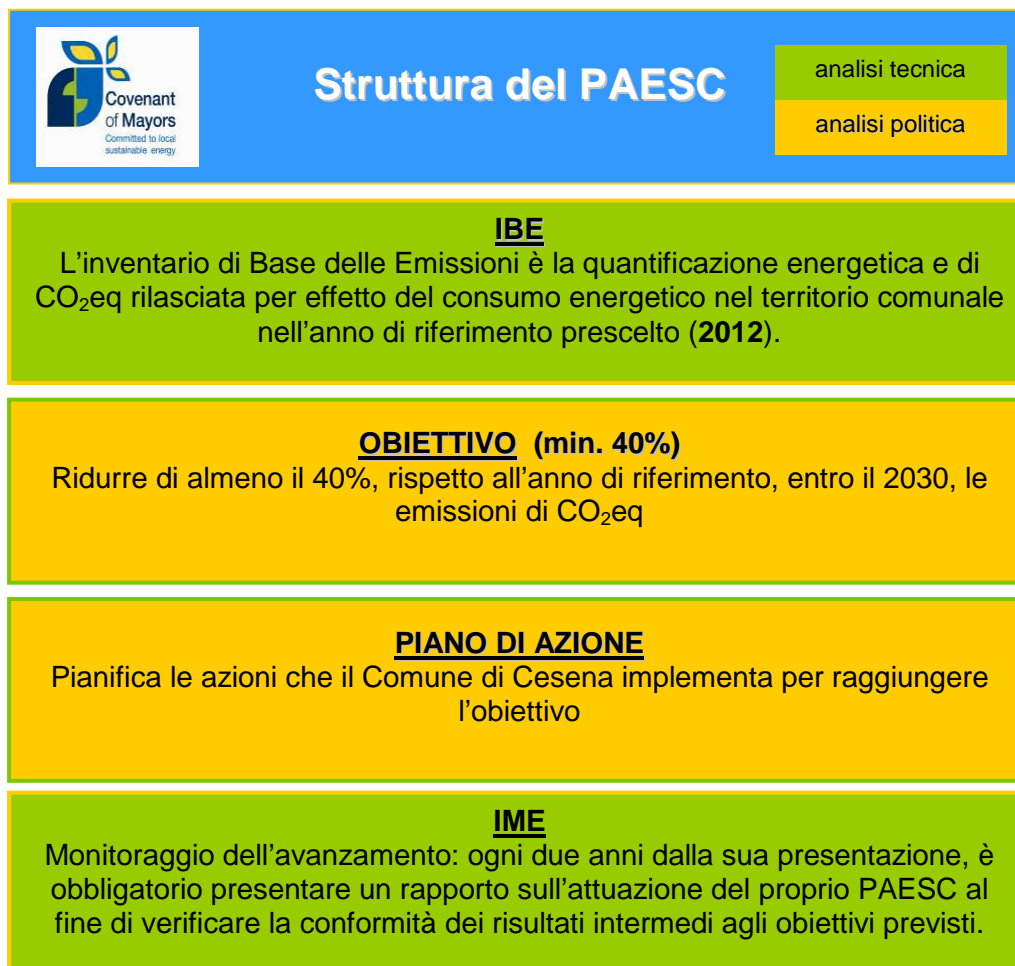 Covenant
of Mayors
Committed to local
sustainable energy
Struttura del PAESC
analisi tecnica
analisi politica
IBE
L’inventario di Base delle Emissioni è la quantificazione energetica e di
CO₂eq rilasciata per effetto del consumo energetico nel territorio comunale
nell’anno di riferimento prescelto (2012).
OBIETTIVO (min. 40%)
Ridurre di almeno il 40%, rispetto all’anno di riferimento, entro il 2030, le
emissioni di CO₂eq
PIANO DI AZIONE
Pianifica le azioni che il Comune di Cesena implementa per raggiungere
l’obiettivo
IME
Monitoraggio dell’avanzamento: ogni due anni dalla sua presentazione, è
obbligatorio presentare un rapporto sull’attuazione del proprio PAESC al
fine di verificare la conformità dei risultati intermedi agli obiettivi previsti.